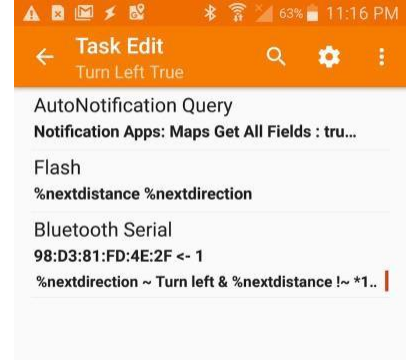 63% 11:16 PM
Task Edit
Turn Left True
AutoNotification Query
Notification Apps: Maps Get All Fields : tru...
Flash
%nextdistance %nextdirection
Bluetooth Serial
98:D3:81:FD:4E:2F <- 1
%nextdirection ~ Turn left & %nextdistance !~ *1..